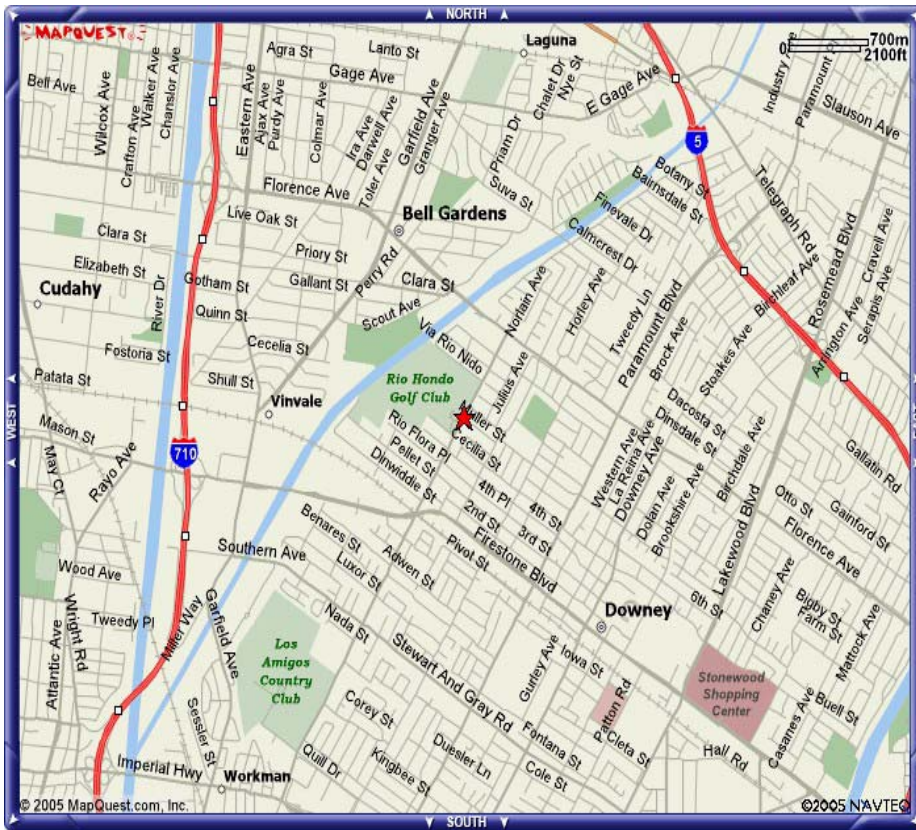 NORTH
MAPQUEST
700m
2100ft
Laguna
Lanto St
Agra St
Gage Ave
E Gage Ave
Bell Ave
Wilcox Ave
Crafton Ave
Walker Ave
Chanslor Ave
Eastern Ave
Ajax Ave
Purdy Ave
Colmar Ave
Ira Ave
Darwell Ave
Toler Ave
Garfield Ave
Granger Ave
Priam Dr
Chalet Dr
Nye St
Industry Ave
Paramount Pl
Slauson Ave
5
Botany St
Bairnsdale St
Telegraph Rd
Suva St
Finevale Dr
Calmcrest Dr
Florence Ave
Live Oak St
Bell Gardens
Clara St
Elizabeth St
Priory St
Perry Rd
Clara St
Gotham St
Gallant St
Cudahy
River Dr
Quinn St
Scout Ave
Via Rio Nido
Norlain Ave
Horley Ave
Tweedy Ln
Paramount Blvd
Brock Ave
Stoakes Ave
Birchleaf Ave
Rosemead Blvd
Cravell Ave
Serapis Ave
Arrington Ave
Fostoria St
Cecelia St
Patata St
Shull St
Vinvale
Rio Hondo
Golf Club
Julius Ave
Muller St
Cecilia St
Rio Flora Pl
Pellet St
Dinwiddie St
Dacosta St
Dinsdale St
WEST
Mason St
May Ct
Rayo Ave
710
4th Pl
4th St
2nd St
3rd St
Western Ave
La Reina Ave
Downey Ave
Dolan Ave
Brookshire Ave
Birchdale Ave
Lakewood Blvd
Gallatin Rd
Otto St
Gainford St
Florence Ave
Benares St
Southern Ave
Luxor St
Adwen St
Pivot St
Firestone Blvd
6th St
Chaney Ave
Bigby St
Farm St
Mattock Ave
Wood Ave
Tweedy Pl
Wright Rd
Atlantic Ave
Miller Way
Garfield Ave
Nada St
Stewart And Gray Rd
Downey
Iowa St
Gurley Ave
Patton Rd
Los
Amigos
Country
Club
Stonewood
Shopping
Center
Casanes Ave
Buell St
Sessler St
Corey St
Quill Dr
Kingbee St
Duesler Ln
Fontana St
Cleta St
Cole St
Hall Rd
Imperial Hwy
Workman
© 2005 MapQuest.com, Inc.
©2005 NAVTEQ
SOUTH